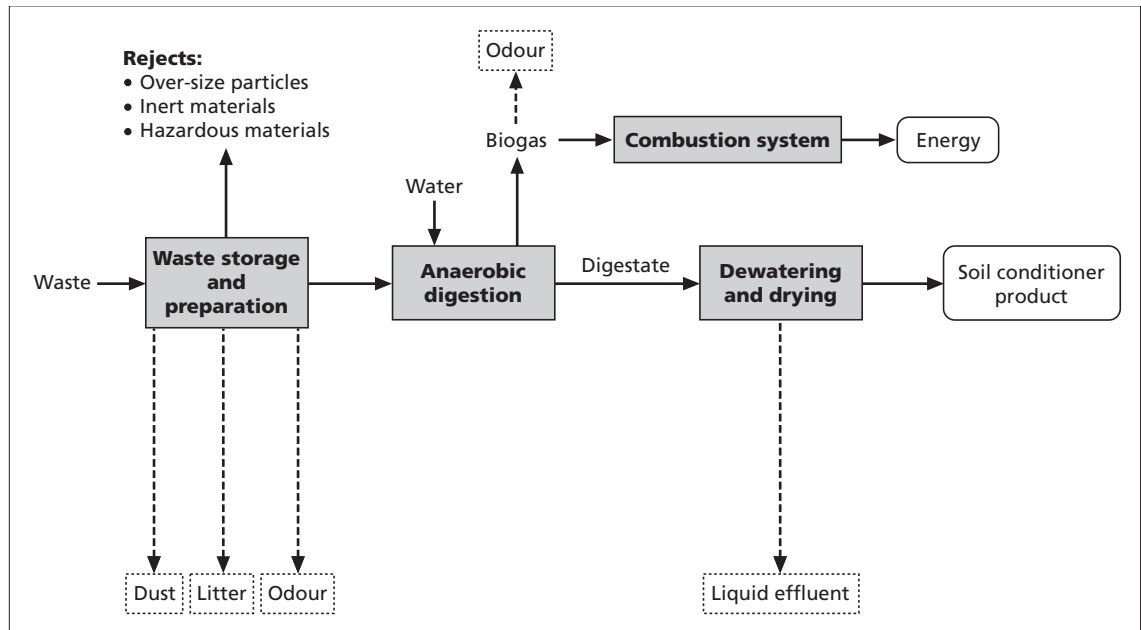 Rejects:
• Over-size particles
• Inert materials
• Hazardous materials
Odour
Biogas
Combustion system
Energy
Water
Waste
Waste storage
and
preparation
Anaerobic
digestion
Digestate
Dewatering
and drying
Soil conditioner
product
Dust
Litter
Odour
Liquid effluent